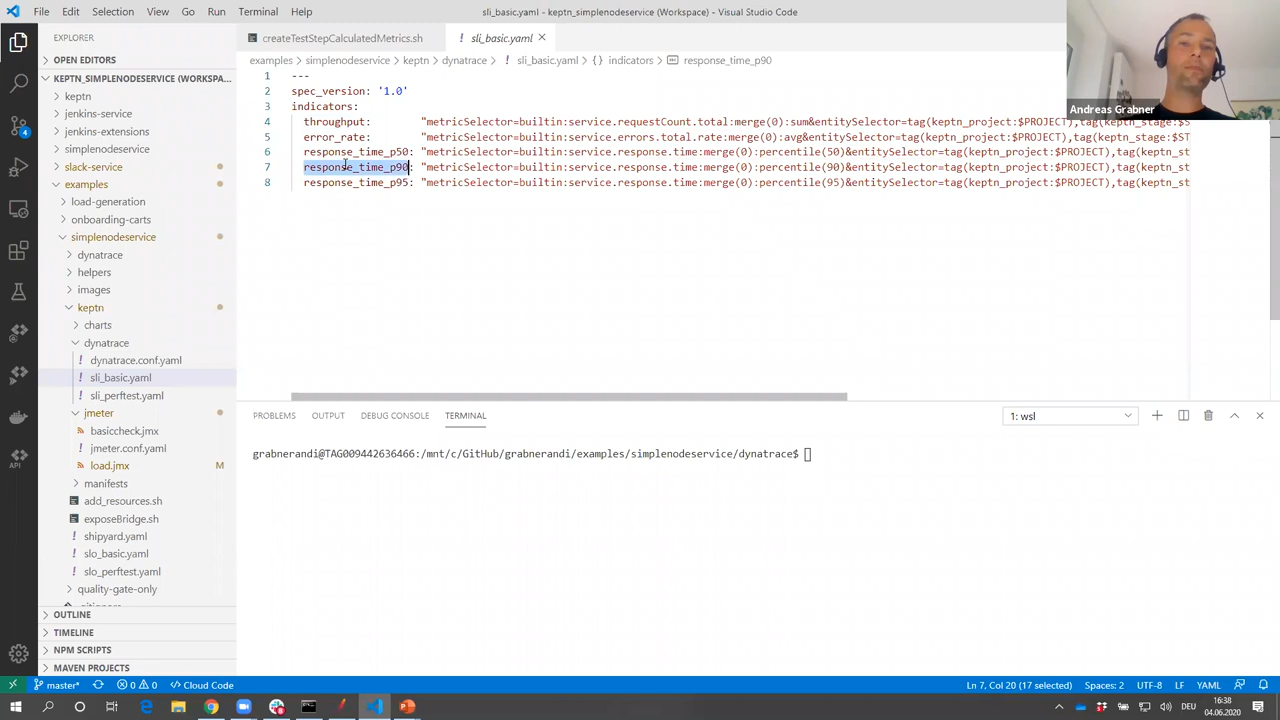 File Edit Selection View Go Run Terminal Help
sli_basic.yaml - keptn_simplenodeservice (Workspace) - Visual Studio Code
EXPLORER
createTestStepCalculatedMetrics.sh
sli_basic.yaml
OPEN EDITORS
examples > simplenodeservice > keptn > dynatrace > sli_basic.yaml > {} indicators > response_time_p90
Andreas Grabner
KEPTN_SIMPLENODESERVICE (WORKSPA...
keptn
jenkins-service
jenkins-extensions
simplenodeservice
slack-service
examples
load-generation
onboarding-carts
simplenodeservice
dynatrace
helpers
images
keptn
charts
dynatrace
dynatrace.conf.yaml
sli_basic.yaml
sli_perftest.yaml
jmeter
basiccheck.jmx
jmeter.conf.yaml
load.jmx M
manifests
add_resources.sh
exposeBridge.sh
shipyard.yaml
slo_basic.yaml
slo_perftest.yaml
quality-gate-only
OUTLINE
TIMELINE
NPM SCRIPTS
MAVEN PROJECTS
4
API
1 ---
2 spec_version: '1.0'
3 indicators:
4 throughput: "metricSelector=builtin:service.requestCount.total:merge(0):sum&entitySelector=tag(keptn_project:$PROJECT),tag(keptn_stage:$S
5 error_rate: "metricSelector=builtin:service.errors.total.rate:merge(0):avg&entitySelector=tag(keptn_project:$PROJECT),tag(keptn_stage:$ST
6 response_time_p50: "metricSelector=builtin:service.response.time:merge(0):percentile(50)&entitySelector=tag(keptn_project:$PROJECT),tag(keptn_st
7 response_time_p90: "metricSelector=builtin:service.response.time:merge(0):percentile(90)&entitySelector=tag(keptn_project:$PROJECT),tag(keptn_st
8 response_time_p95: "metricSelector=builtin:service.response.time:merge(0):percentile(95)&entitySelector=tag(keptn_project:$PROJECT),tag(keptn_st
PROBLEMS OUTPUT DEBUG CONSOLE TERMINAL
1: wsl
grabnerandi@TAG009442636466:/mnt/c/GitHub/grabnerandi/examples/simplenodeservice/dynatrace$
master* 0 0 Cloud Code
Ln 7, Col 20 (17 selected) Spaces: 2 UTF-8 LF YAML
DEU
16:38
04.06.2020